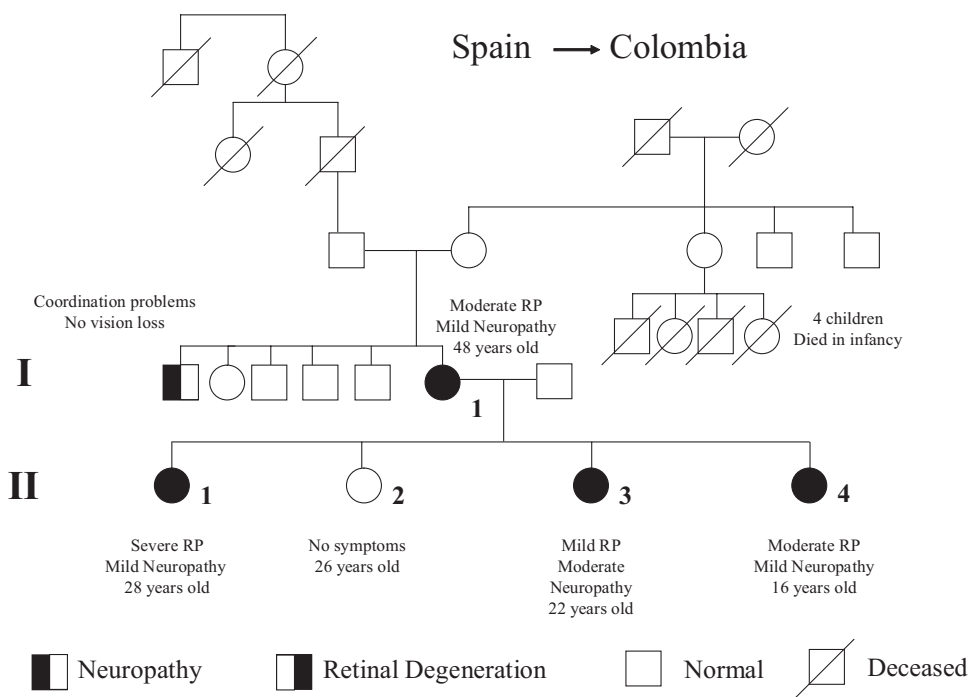 Spain → Colombia
Coordination problems
No vision loss
Moderate RP
Mild Neuropathy
48 years old
4 children
Died in infancy
I
1
II
1
2
3
4
Severe RP
Mild Neuropathy
28 years old
No symptoms
26 years old
Mild RP
Moderate
Neuropathy
22 years old
Moderate RP
Mild Neuropathy
16 years old
Neuropathy
Retinal Degeneration
Normal
Deceased